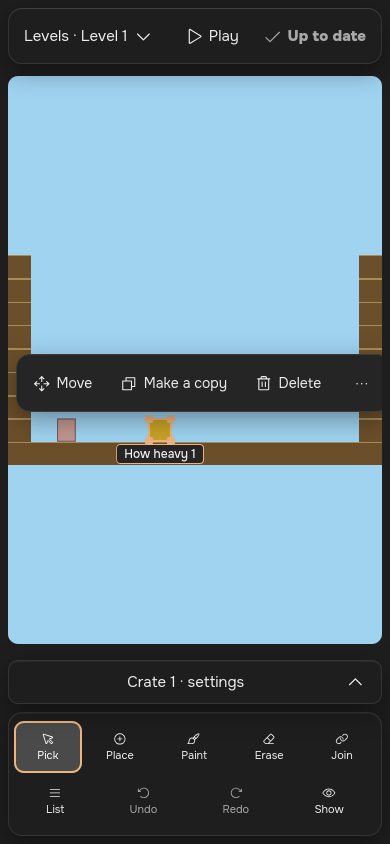 Levels · Level 1
Play
Up to date
Move
Make a copy
Delete
...
How heavy 1
Crate 1 · settings
Pick
Place
Paint
Erase
Join
List
Undo
Redo
Show